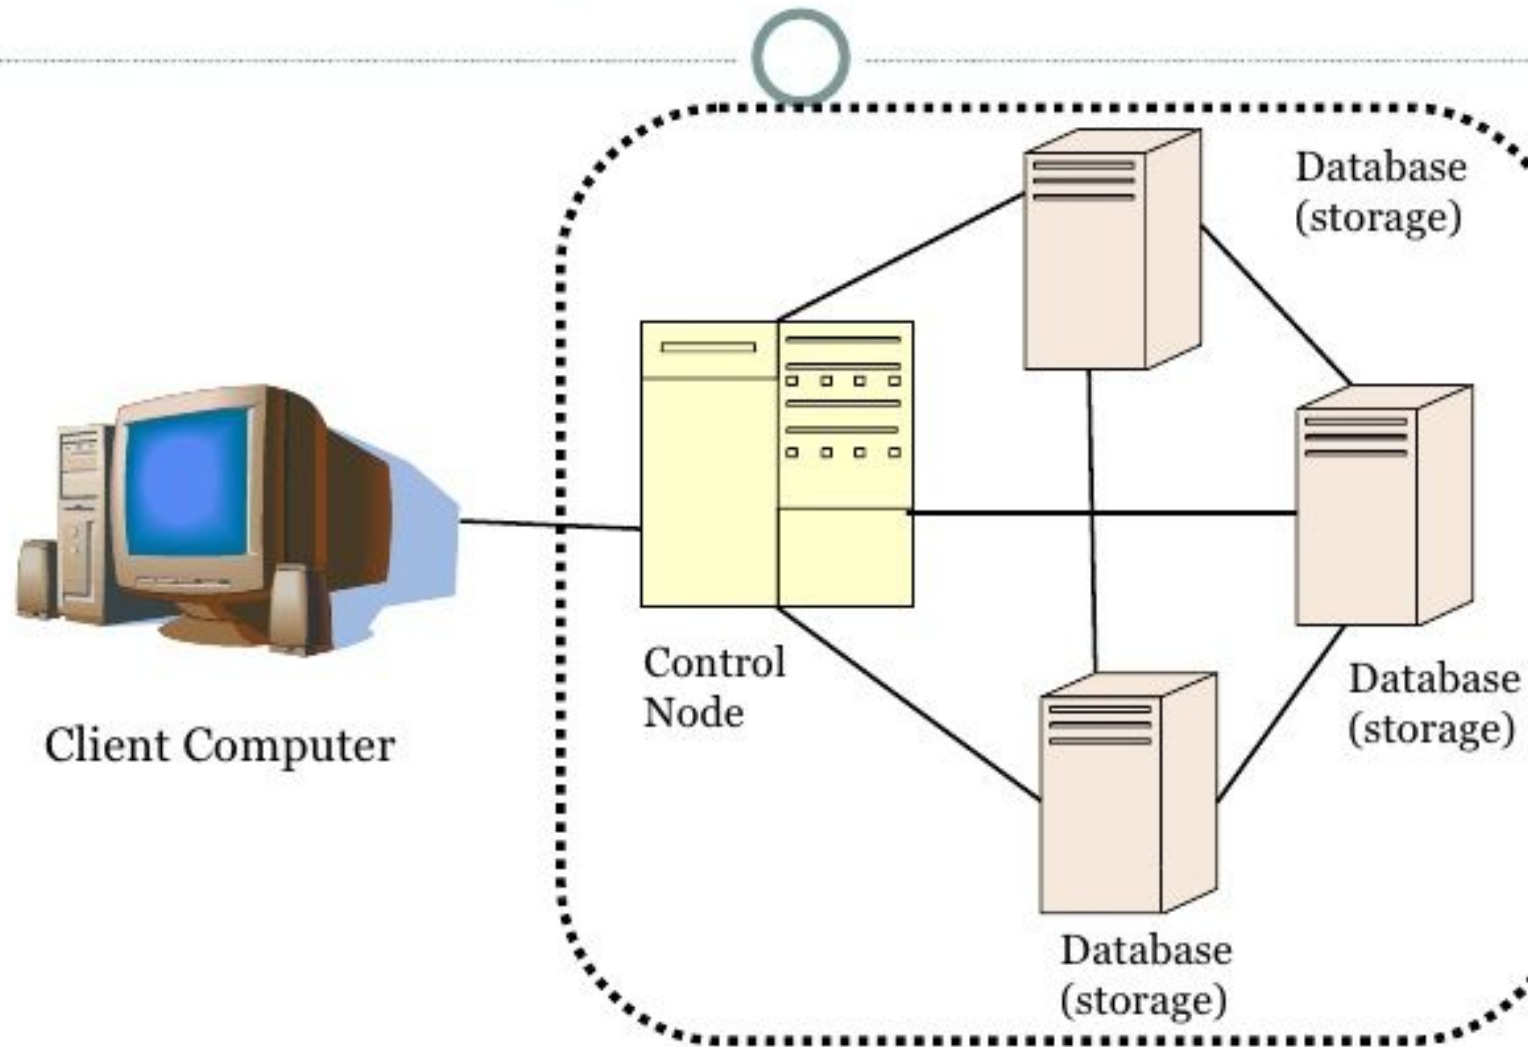 Database
(storage)
Control
Node
Database
(storage)
Client Computer
Database
(storage)